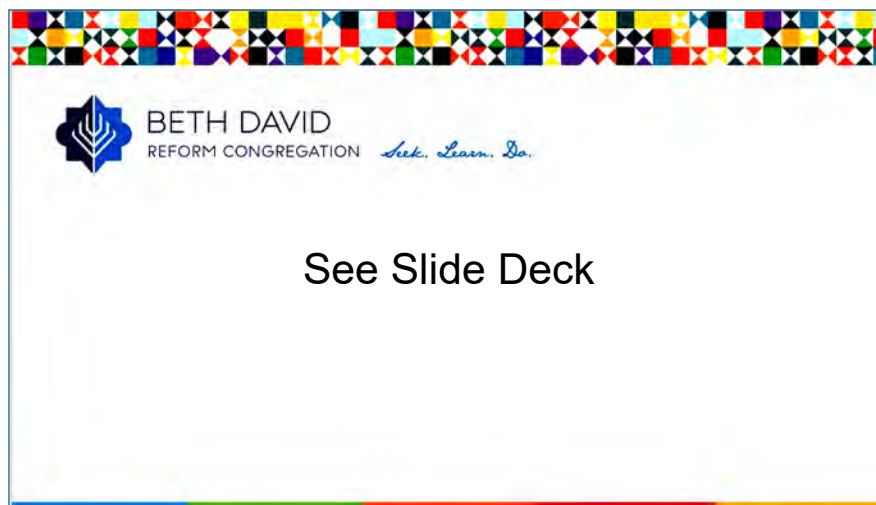 BETH DAVID
REFORM CONGREGATION Seek. Learn. Do.
See Slide Deck